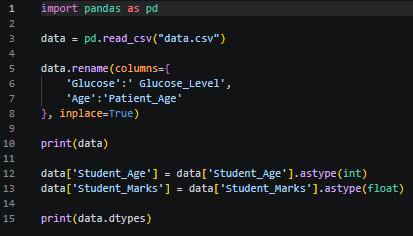 1 import pandas as pd
2
3 data = pd.read_csv("data.csv")
4
5 data.rename(columns={
6     'Glucose':' Glucose_Level',
7     'Age':'Patient_Age'
8 }, inplace=True)
9
10 print(data)
11
12 data['Student_Age'] = data['Student_Age'].astype(int)
13 data['Student_Marks'] = data['Student_Marks'].astype(float)
14
15 print(data.dtypes)